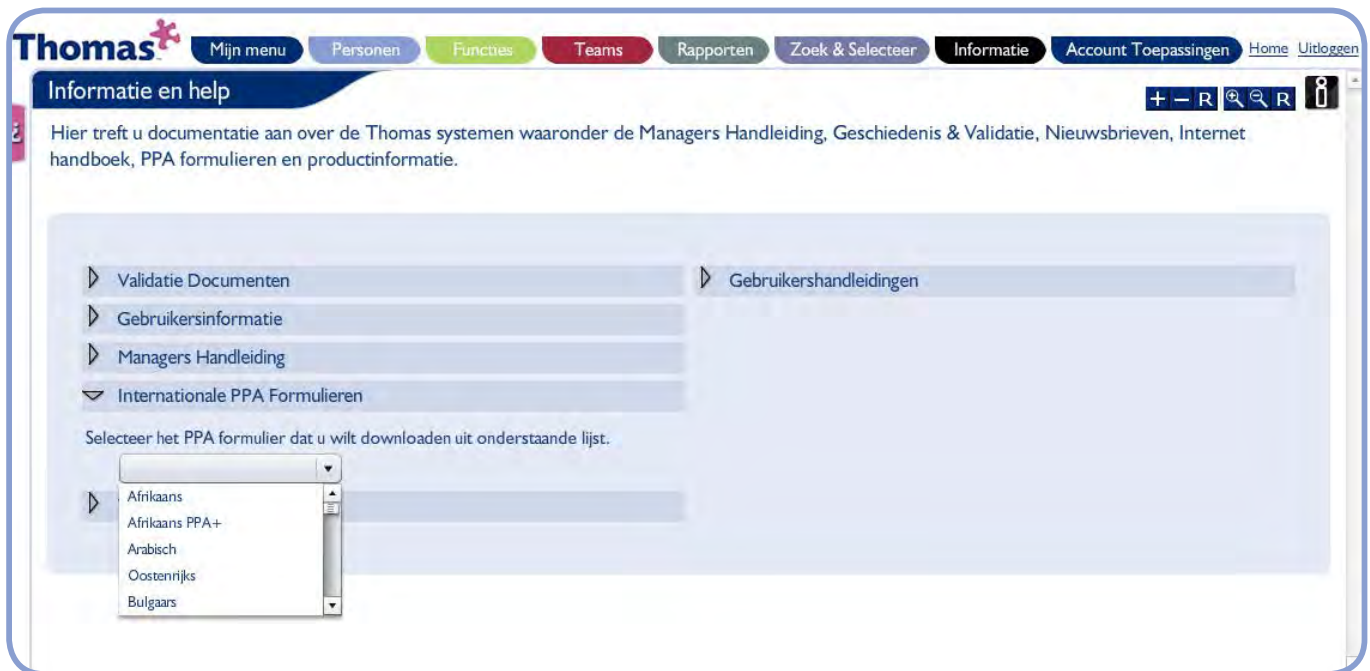 Thomas
Mijn menu Personen Functies Teams Rapporten Zoek & Selecteer Informatie Account Toepassingen Home Uitloggen
Informatie en help
+ − R R
Hier treft u documentatie aan over de Thomas systemen waaronder de Managers Handleiding, Geschiedenis & Validatie, Nieuwsbrieven, Internet
handboek, PPA formulieren en productinformatie.
Validatie Documenten
Gebruikershandleidingen
Gebruikersinformatie
Managers Handleiding
Internationale PPA Formulieren
Selecteer het PPA formulier dat u wilt downloaden uit onderstaande lijst.
Afrikaans
Afrikaans PPA+
Arabisch
Oostenrijks
Bulgaars